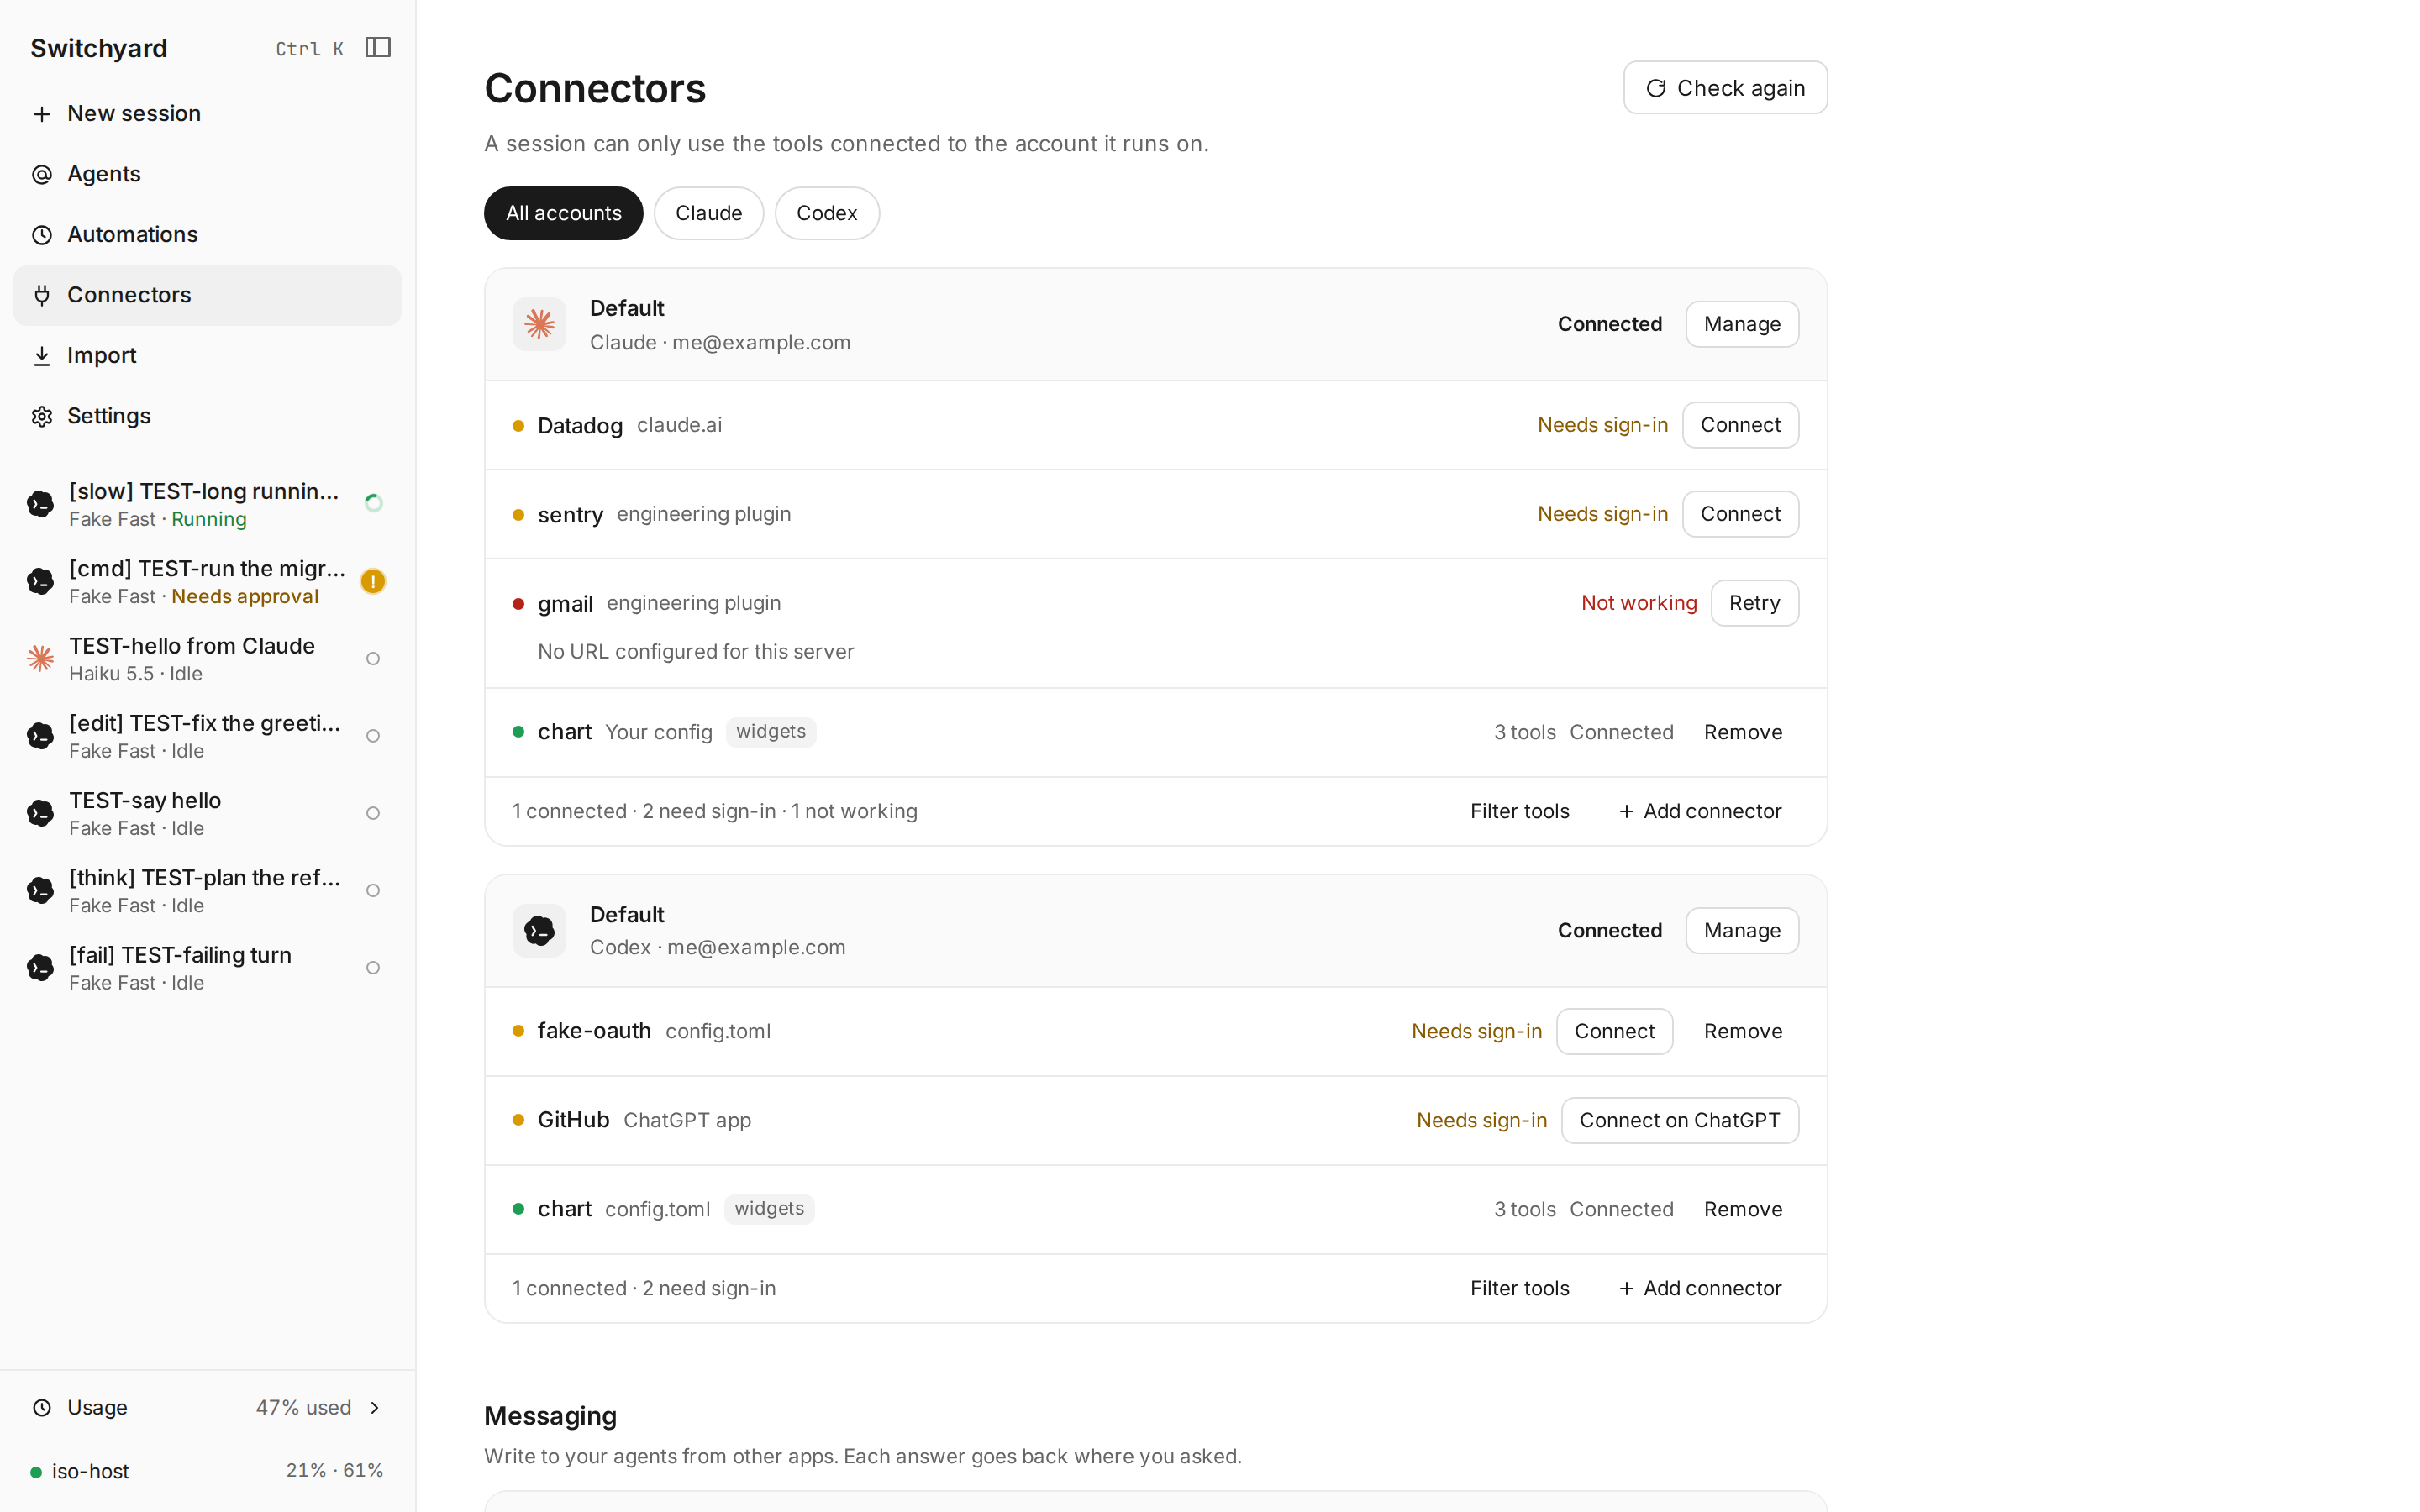 Switchyard Ctrl K
New session
Agents
Automations
Connectors
Import
Settings
[slow] TEST-long runnin...
Fake Fast · Running
[cmd] TEST-run the migr...
Fake Fast · Needs approval
!
TEST-hello from Claude
Haiku 5.5 · Idle
[edit] TEST-fix the greeti...
Fake Fast · Idle
TEST-say hello
Fake Fast · Idle
[think] TEST-plan the ref...
Fake Fast · Idle
[fail] TEST-failing turn
Fake Fast · Idle
Usage 47% used
iso-host 21% · 61%
Connectors
Check again
A session can only use the tools connected to the account it runs on.
All accounts Claude Codex
Default
Claude · me@example.com
Connected Manage
Datadog claude.ai Needs sign-in Connect
sentry engineering plugin Needs sign-in Connect
gmail engineering plugin Not working Retry
No URL configured for this server
chart Your config widgets 3 tools Connected Remove
1 connected · 2 need sign-in · 1 not working Filter tools + Add connector
Default
Codex · me@example.com
Connected Manage
fake-oauth config.toml Needs sign-in Connect Remove
GitHub ChatGPT app Needs sign-in Connect on ChatGPT
chart config.toml widgets 3 tools Connected Remove
1 connected · 2 need sign-in Filter tools + Add connector
Messaging
Write to your agents from other apps. Each answer goes back where you asked.